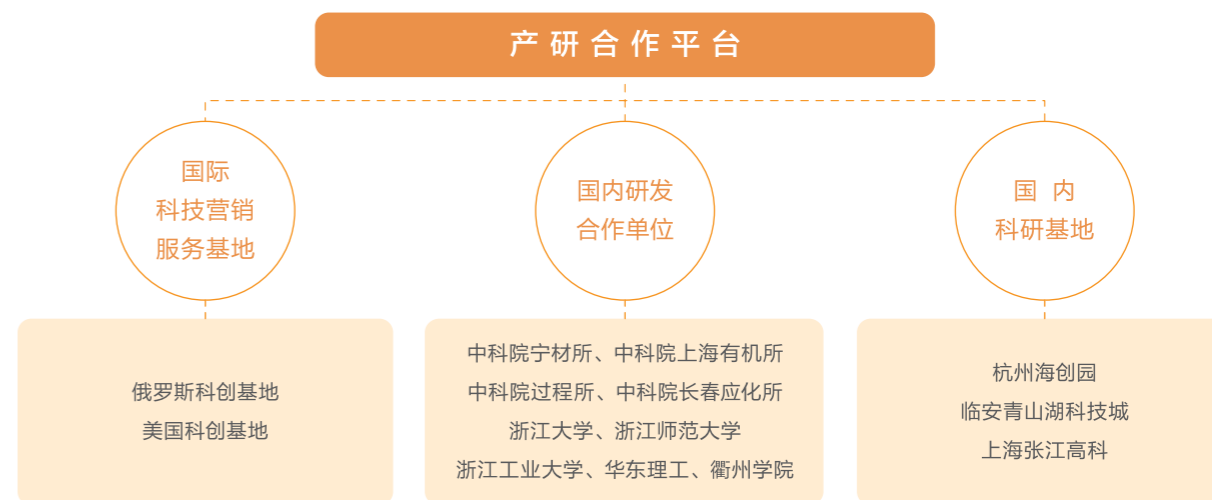 产研合作平台
国际
科技营销
服务基地
国内研发
合作单位
国 内
科研基地
俄罗斯科创基地
美国科创基地
中科院宁材所、中科院上海有机所
中科院过程所、中科院长春应化所
浙江大学、浙江师范大学
浙江工业大学、华东理工、衢州学院
杭州海创园
临安青山湖科技城
上海张江高科